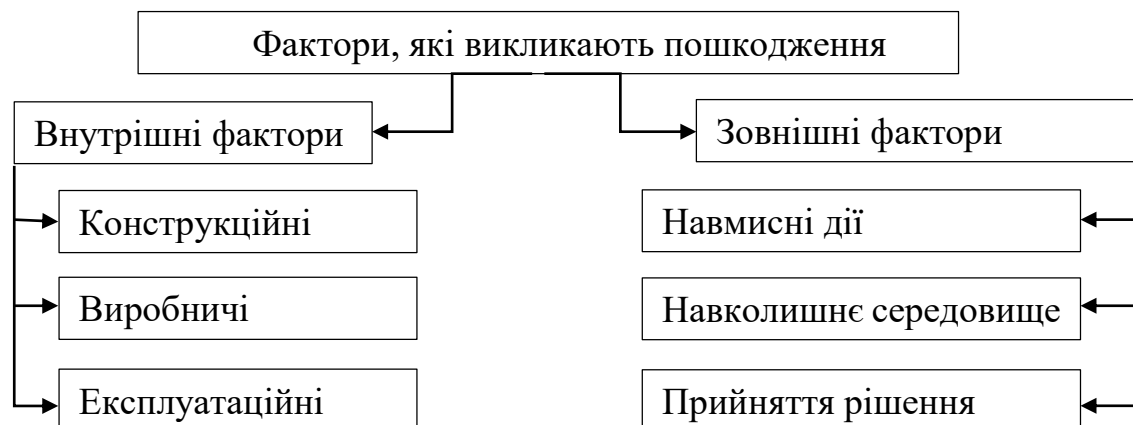 Фактори, які викликають пошкодження
Внутрішні фактори
Зовнішні фактори
Конструкційні
Навмисні дії
Виробничі
Навколишнє середовище
Експлуатаційні
Прийняття рішення